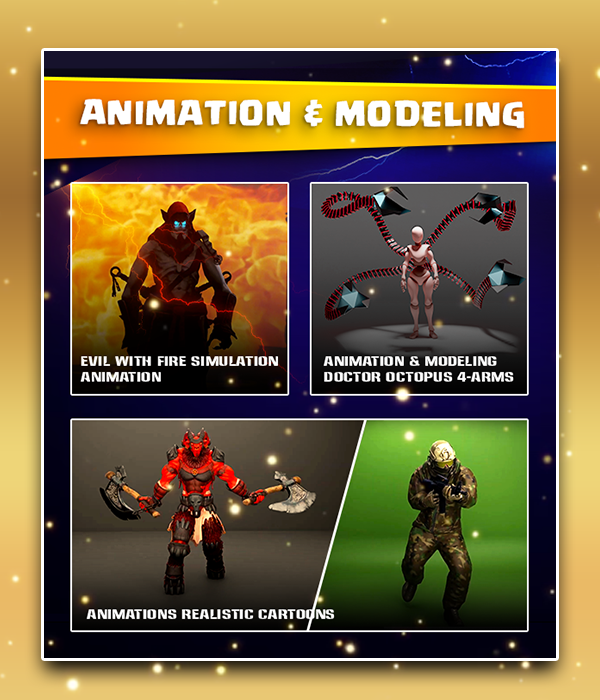 ANIMATION & MODELING
EVIL WITH FIRE SIMULATION
ANIMATION
ANIMATION & MODELING
DOCTOR OCTOPUS 4-ARMS
ANIMATIONS REALISTIC CARTOONS